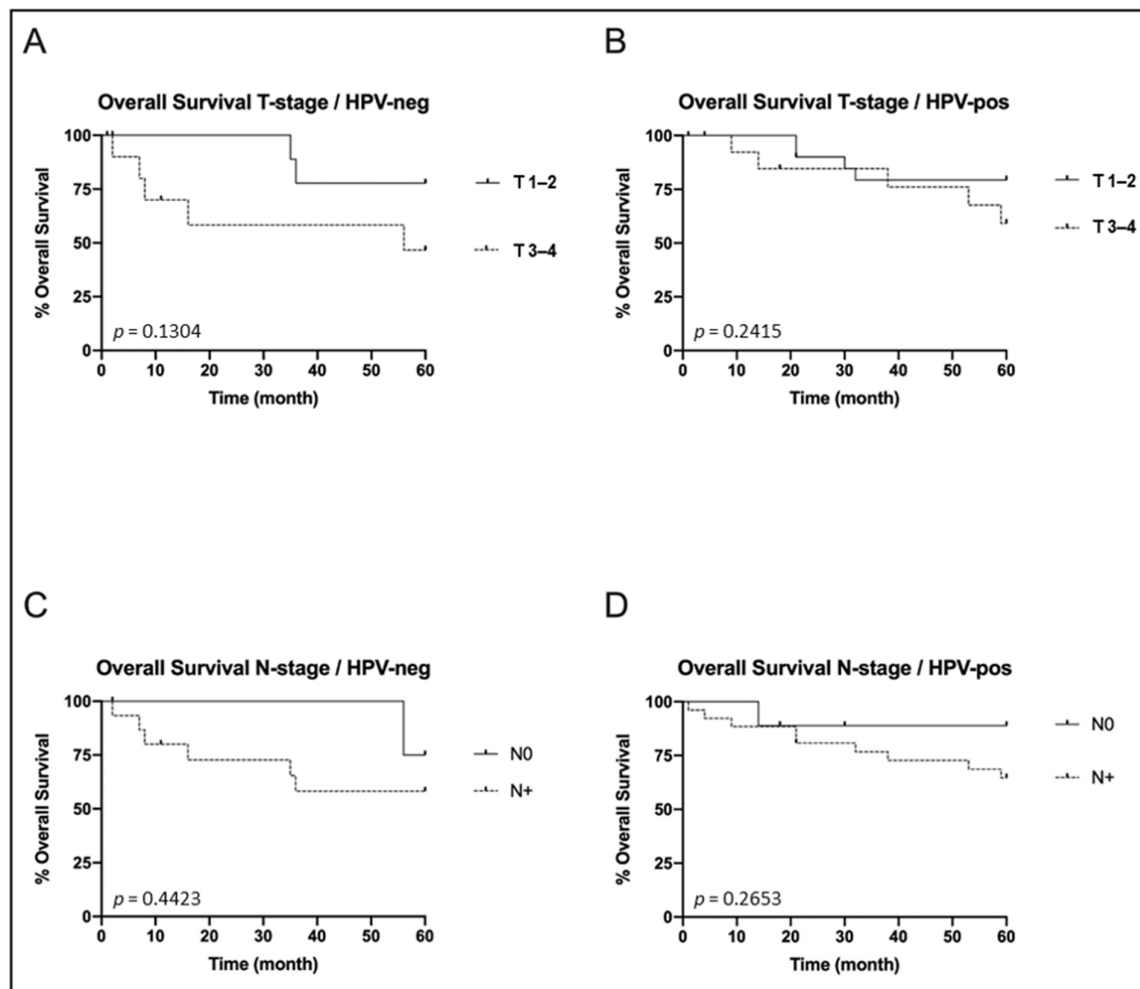 A
Overall Survival T-stage / HPV-neg
% Overall Survival
100
75
50
25
0
p = 0.1304
0 10 20 30 40 50 60
Time (month)
T 1–2
T 3–4
B
Overall Survival T-stage / HPV-pos
% Overall Survival
100
75
50
25
0
p = 0.2415
0 10 20 30 40 50 60
Time (month)
T 1–2
T 3–4
C
Overall Survival N-stage / HPV-neg
% Overall Survival
100
75
50
25
0
p = 0.4423
0 10 20 30 40 50 60
Time (month)
N0
N+
D
Overall Survival N-stage / HPV-pos
% Overall Survival
100
75
50
25
0
p = 0.2653
0 10 20 30 40 50 60
Time (month)
N0
N+